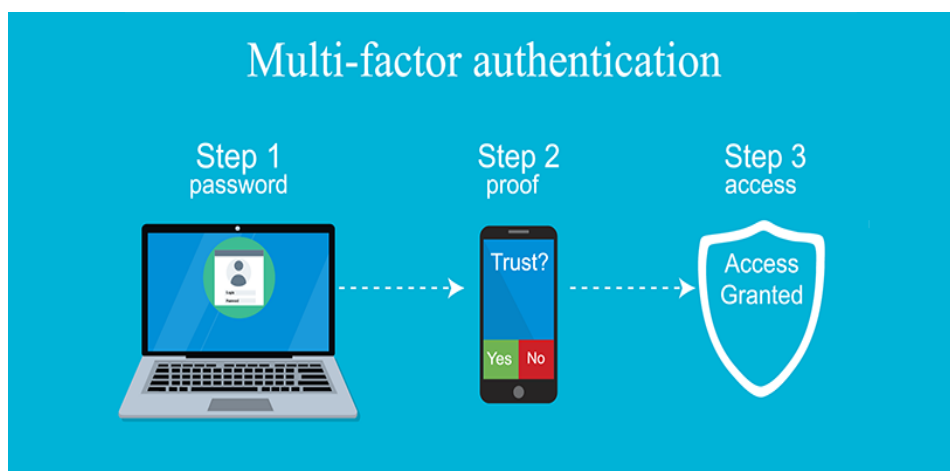 Multi-factor authentication
Step 1
password
Step 2
proof
Step 3
access
Trust?
Yes No
Access
Granted